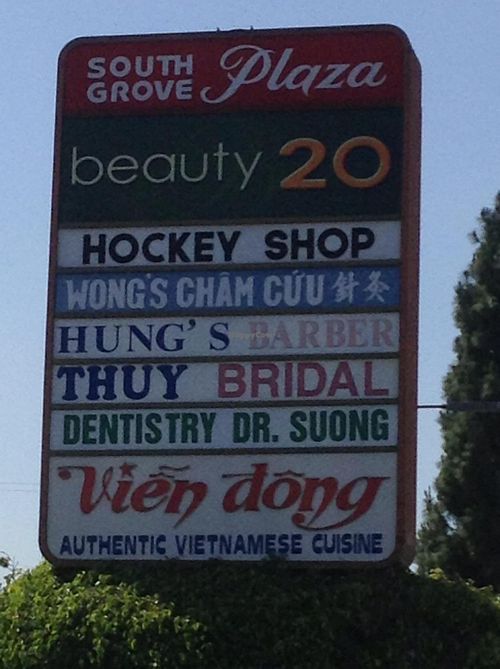 SOUTH GROVE Plaza
beauty 20
HOCKEY SHOP
WONG'S CHÂM CỨU 針灸
HUNG'S BARBER
THUY BRIDAL
DENTISTRY DR. SUONG
Viễn đông
AUTHENTIC VIETNAMESE CUISINE